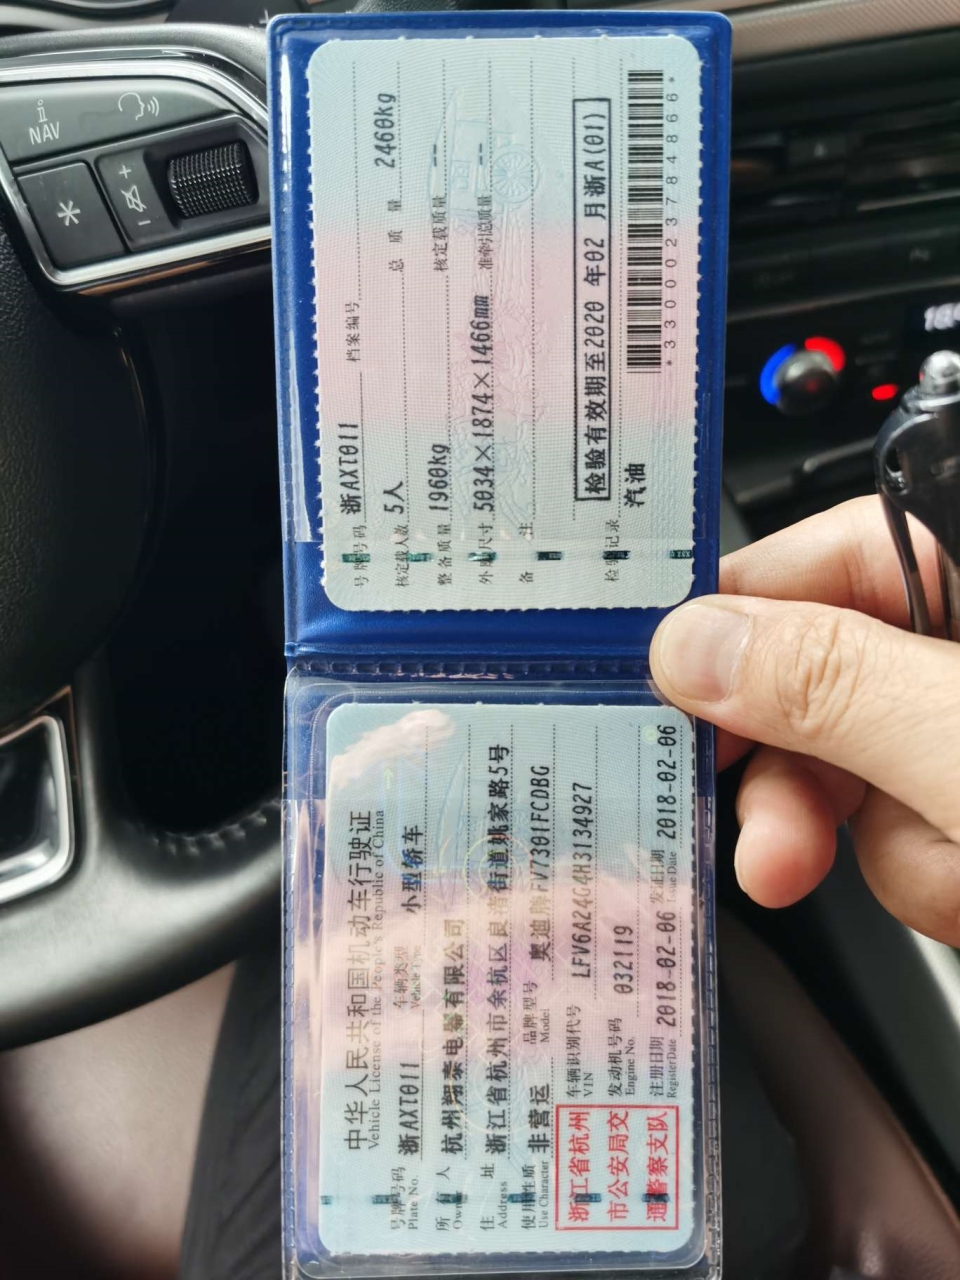 中华人民共和国机动车行驶证
Vehicle License of the People's Republic of China
号牌号码 浙AXT011 车辆类型 小型轿车
Plate No. Vehicle Type
所有人 杭州翔泰电器有限公司
Owner
住址 浙江省杭州市余杭区良渚街道姚家路5号
Address
使用性质 非营运 品牌型号 奥迪牌FV7301FCDBG
Use Character Model
浙江省杭州
市公安局交
通警察支队
车辆识别代号 LFV6A24G4H3134927
VIN
发动机号码 032119
Engine No.
注册日期 2018-02-06 发证日期 2018-02-06
Register Date Issue Date
号牌号码 浙AXT011 档案编号
核定载人数 5人 总质量 2460kg
整备质量 1960kg 核定载质量 --
外廓尺寸 5034×1874×1466mm 准牵引总质量 --
备注
检验有效期至2020年02月浙A(01)
检验记录 汽油
*3300023784866*
NAV